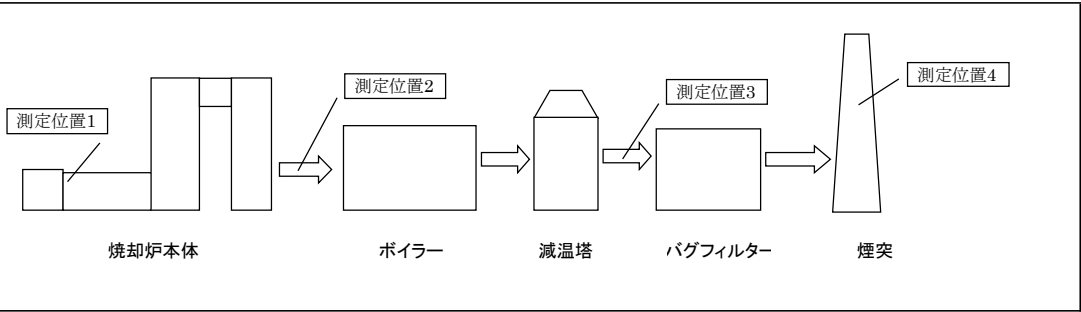 測定位置1
測定位置2
測定位置3
測定位置4
焼却炉本体
ボイラー
減温塔
バグフィルター
煙突